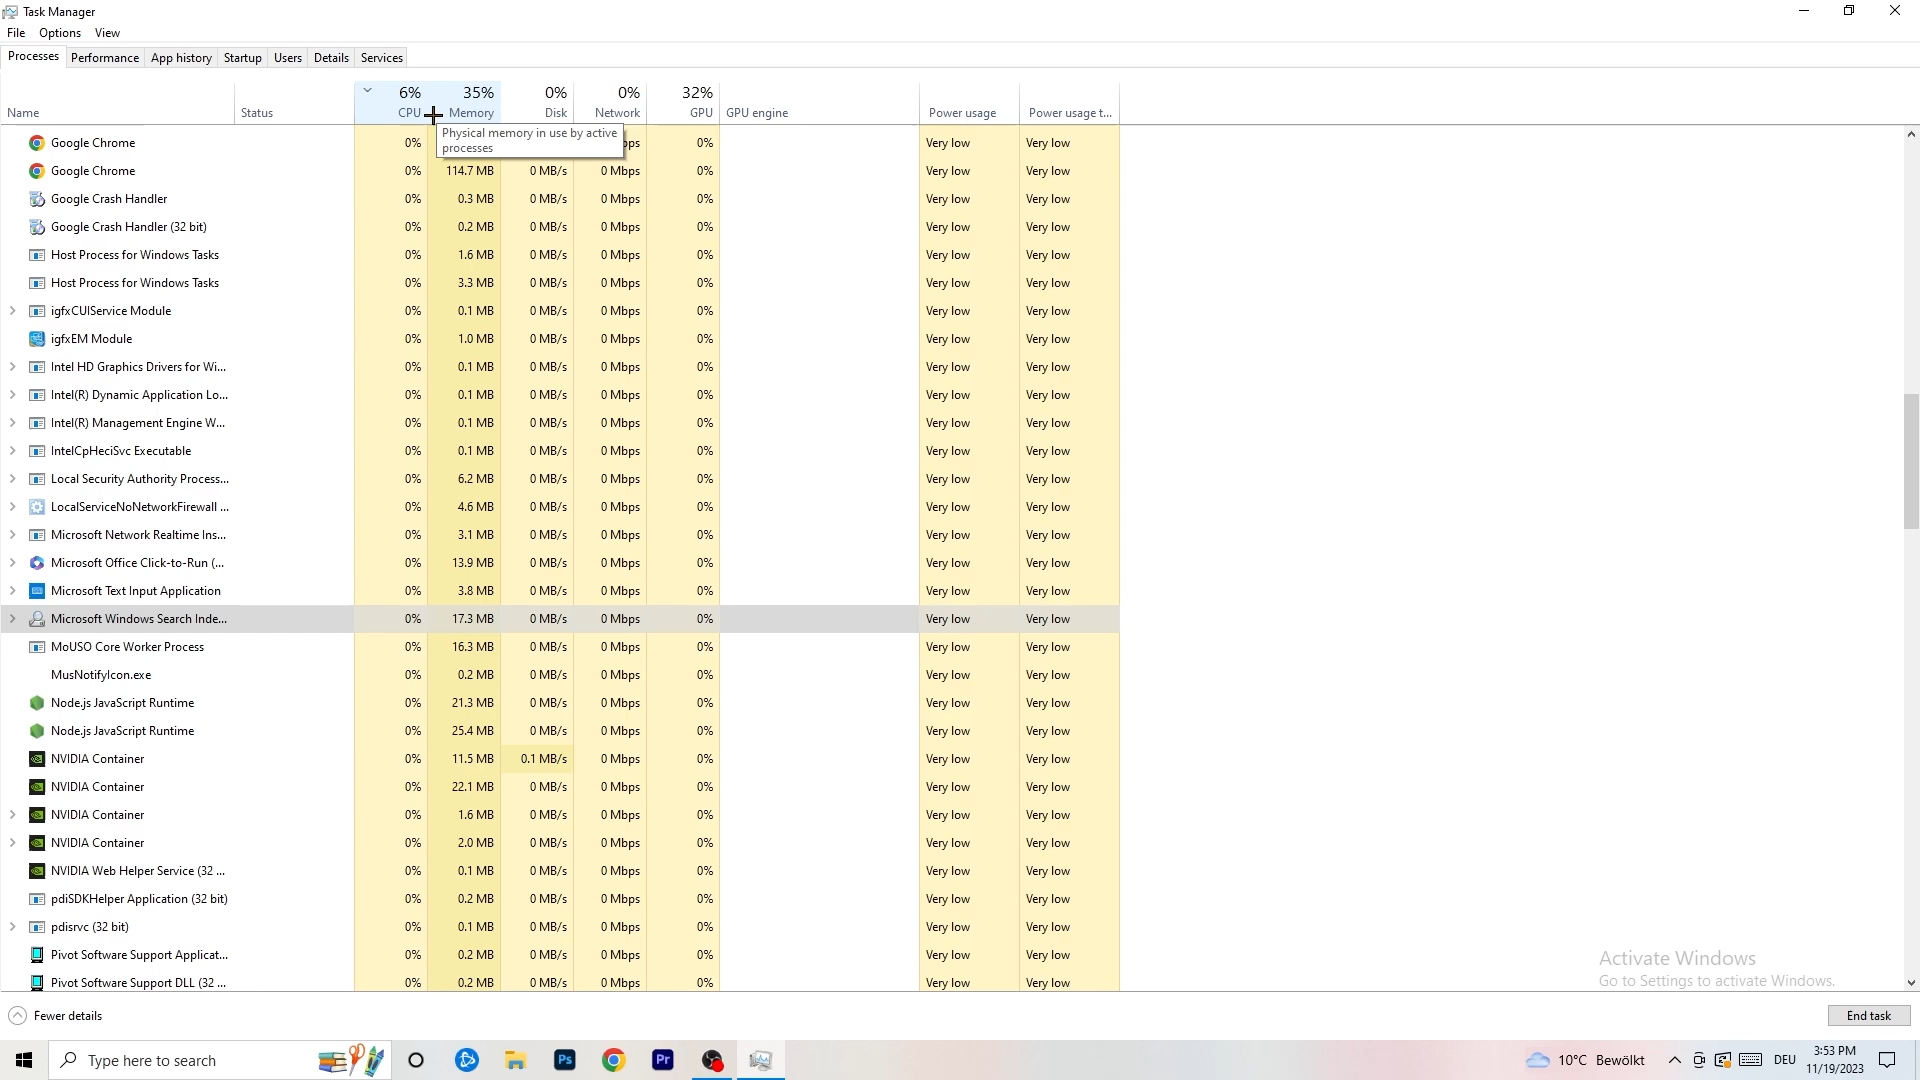 Task Manager
File Options View
Processes Performance App history Startup Users Details Services
6% 35% 0% 0% 32%
Name Status CPU Memory Disk Network GPU GPU engine Power usage Power usage t...
Physical memory in use by active
processes
Google Chrome 0% bps 0% Very low Very low
Google Chrome 0% 114.7 MB 0 MB/s 0 Mbps 0% Very low Very low
Google Crash Handler 0% 0.3 MB 0 MB/s 0 Mbps 0% Very low Very low
Google Crash Handler (32 bit) 0% 0.2 MB 0 MB/s 0 Mbps 0% Very low Very low
Host Process for Windows Tasks 0% 1.6 MB 0 MB/s 0 Mbps 0% Very low Very low
Host Process for Windows Tasks 0% 3.3 MB 0 MB/s 0 Mbps 0% Very low Very low
igfxCUIService Module 0% 0.1 MB 0 MB/s 0 Mbps 0% Very low Very low
igfxEM Module 0% 1.0 MB 0 MB/s 0 Mbps 0% Very low Very low
Intel HD Graphics Drivers for Wi... 0% 0.1 MB 0 MB/s 0 Mbps 0% Very low Very low
Intel(R) Dynamic Application Lo... 0% 0.1 MB 0 MB/s 0 Mbps 0% Very low Very low
Intel(R) Management Engine W... 0% 0.1 MB 0 MB/s 0 Mbps 0% Very low Very low
IntelCpHeciSvc Executable 0% 0.1 MB 0 MB/s 0 Mbps 0% Very low Very low
Local Security Authority Process... 0% 6.2 MB 0 MB/s 0 Mbps 0% Very low Very low
LocalServiceNoNetworkFirewall ... 0% 4.6 MB 0 MB/s 0 Mbps 0% Very low Very low
Microsoft Network Realtime Ins... 0% 3.1 MB 0 MB/s 0 Mbps 0% Very low Very low
Microsoft Office Click-to-Run (... 0% 13.9 MB 0 MB/s 0 Mbps 0% Very low Very low
Microsoft Text Input Application 0% 3.8 MB 0 MB/s 0 Mbps 0% Very low Very low
Microsoft Windows Search Inde... 0% 17.3 MB 0 MB/s 0 Mbps 0% Very low Very low
MoUSO Core Worker Process 0% 16.3 MB 0 MB/s 0 Mbps 0% Very low Very low
MusNotifyIcon.exe 0% 0.2 MB 0 MB/s 0 Mbps 0% Very low Very low
Node.js JavaScript Runtime 0% 21.3 MB 0 MB/s 0 Mbps 0% Very low Very low
Node.js JavaScript Runtime 0% 25.4 MB 0 MB/s 0 Mbps 0% Very low Very low
NVIDIA Container 0% 11.5 MB 0.1 MB/s 0 Mbps 0% Very low Very low
NVIDIA Container 0% 22.1 MB 0 MB/s 0 Mbps 0% Very low Very low
NVIDIA Container 0% 1.6 MB 0 MB/s 0 Mbps 0% Very low Very low
NVIDIA Container 0% 2.0 MB 0 MB/s 0 Mbps 0% Very low Very low
NVIDIA Web Helper Service (32 ... 0% 0.1 MB 0 MB/s 0 Mbps 0% Very low Very low
pdiSDKHelper Application (32 bit) 0% 0.2 MB 0 MB/s 0 Mbps 0% Very low Very low
pdisrvc (32 bit) 0% 0.1 MB 0 MB/s 0 Mbps 0% Very low Very low
Pivot Software Support Applicat... 0% 0.2 MB 0 MB/s 0 Mbps 0% Very low Very low
Pivot Software Support DLL (32 ... 0% 0.2 MB 0 MB/s 0 Mbps 0% Very low Very low
Activate Windows
Go to Settings to activate Windows.
Fewer details End task
Type here to search Ps Pr 10°C Bewölkt DEU 3:53 PM
11/19/2023